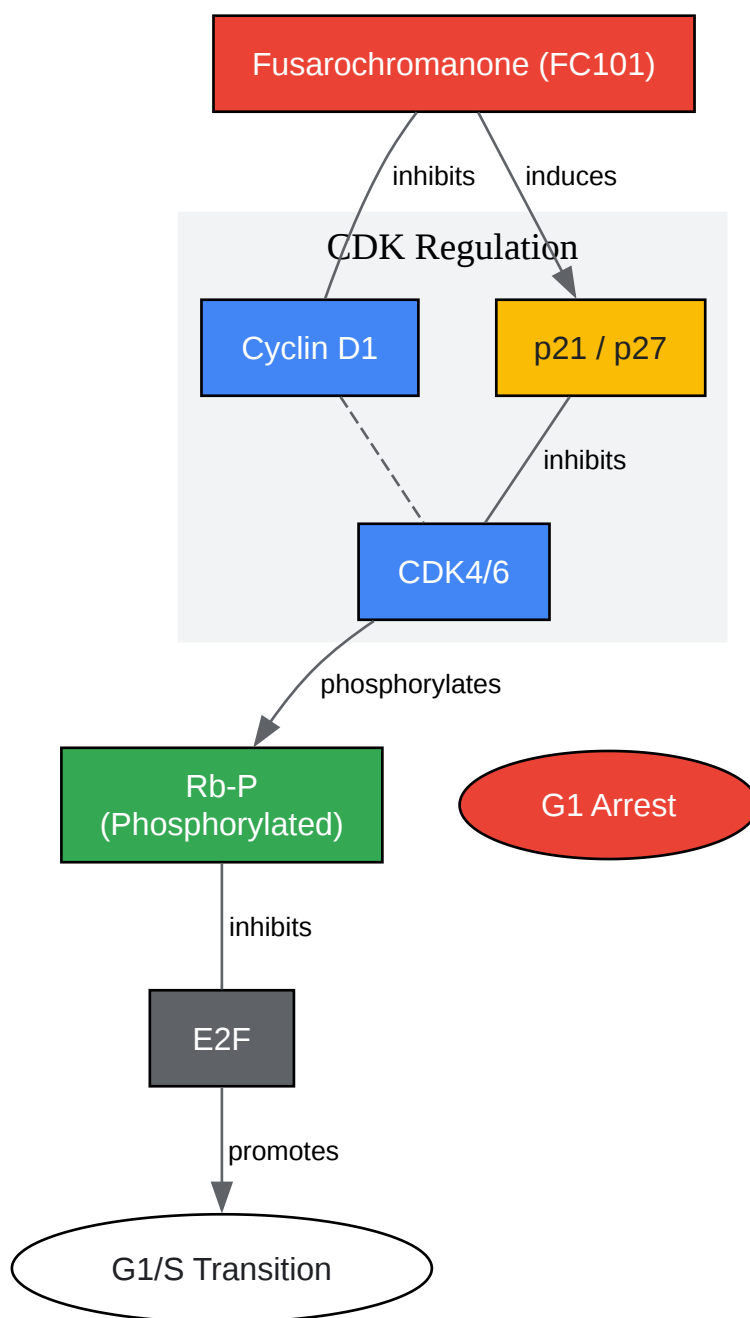 Fusarochromanone (FC101)
inhibits
induces
CDK Regulation
Cyclin D1
p21 / p27
inhibits
CDK4/6
phosphorylates
Rb-P
(Phosphorylated)
G1 Arrest
inhibits
E2F
promotes
G1/S Transition